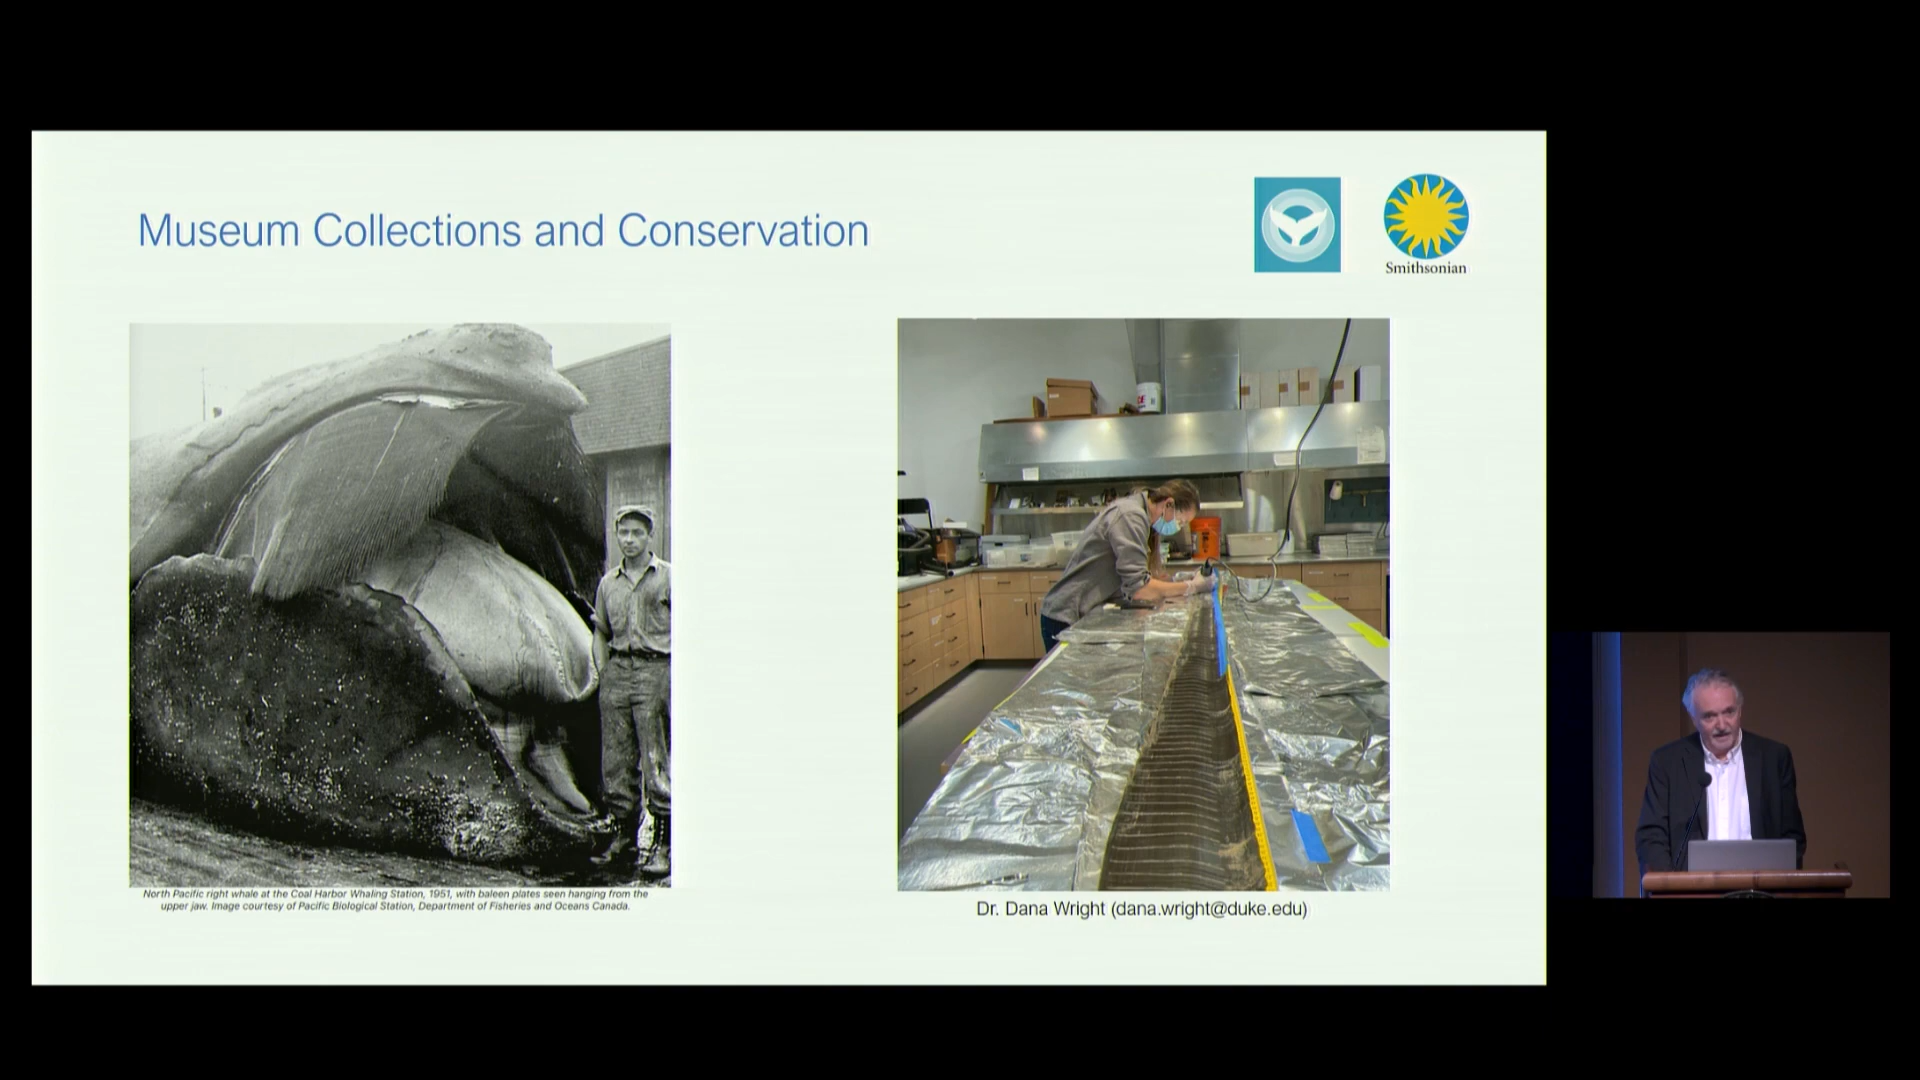 Museum Collections and Conservation
Smithsonian
North Pacific right whale at the Coal Harbor Whaling Station, 1951, with baleen plates seen hanging from the
upper jaw. Image courtesy of Pacific Biological Station, Department of Fisheries and Oceans Canada.
Dr. Dana Wright (dana.wright@duke.edu)